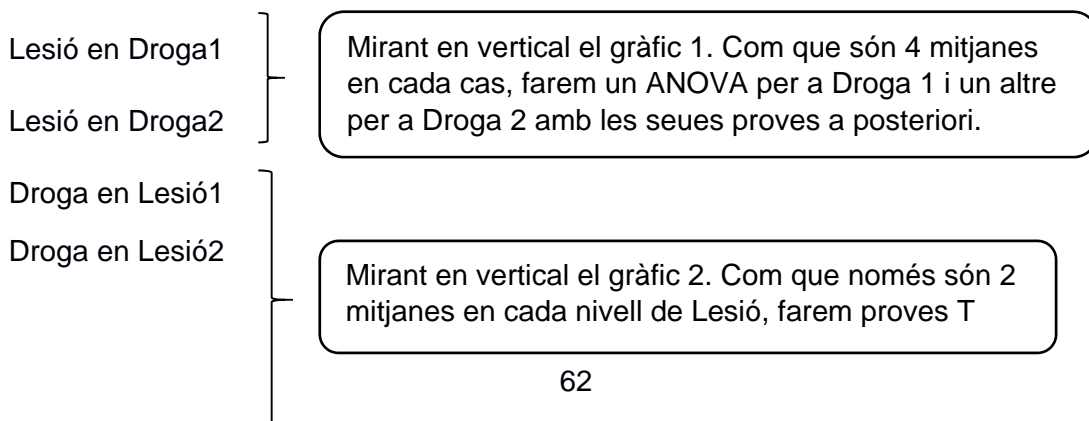 Lesió en Droga1
Lesió en Droga2
Mirant en vertical el gràfic 1. Com que són 4 mitjanes
en cada cas, farem un ANOVA per a Droga 1 i un altre
per a Droga 2 amb les seues proves a posteriori.
Droga en Lesió1
Droga en Lesió2
Mirant en vertical el gràfic 2. Com que només són 2
mitjanes en cada nivell de Lesió, farem proves T
62